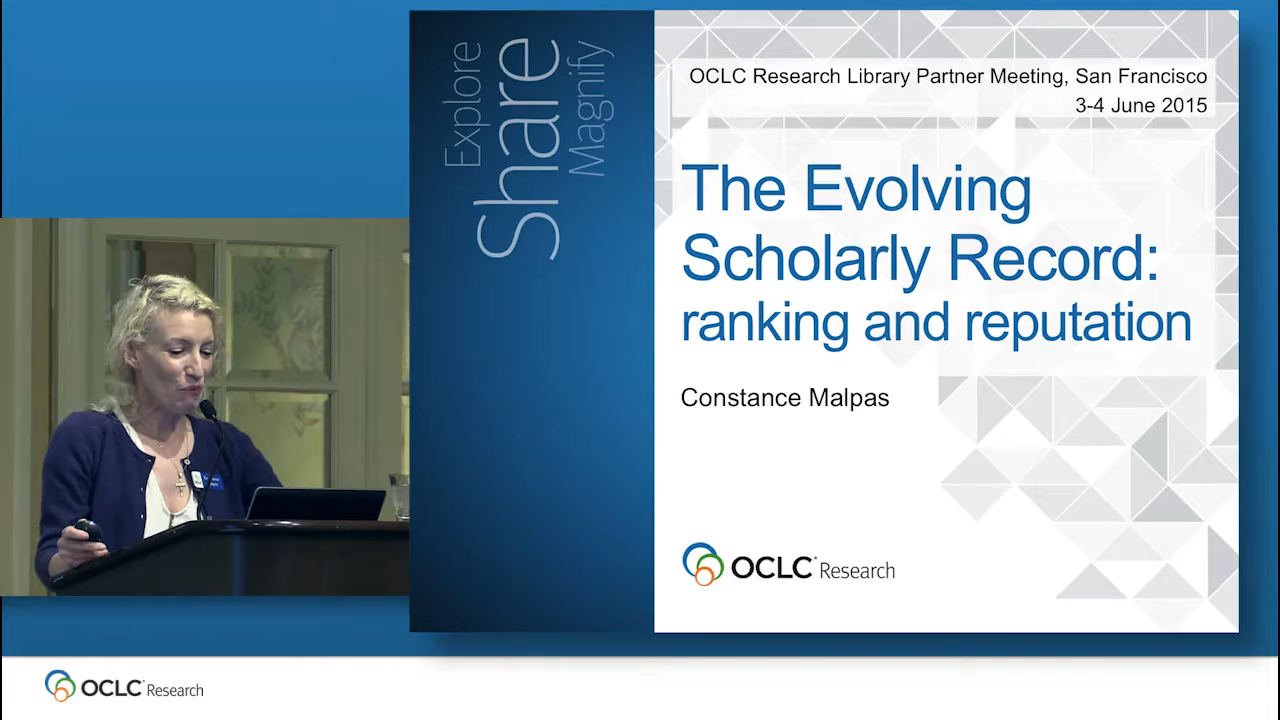 Explore
Share
Magnify
OCLC Research Library Partner Meeting, San Francisco
3-4 June 2015
The Evolving
Scholarly Record:
ranking and reputation
Constance Malpas
OCLC Research
OCLC Research